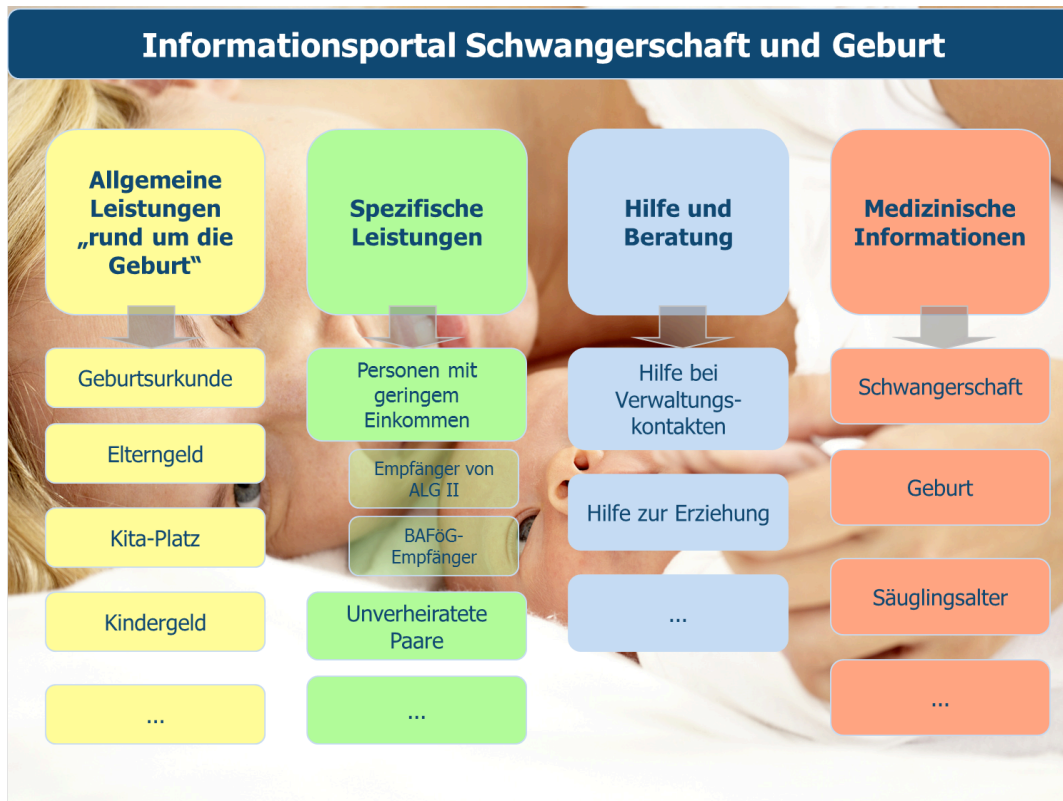 Informationsportal Schwangerschaft und Geburt
Allgemeine
Leistungen
„rund um die
Geburt“
Geburtsurkunde
Elterngeld
Kita-Platz
Kindergeld
...
Spezifische
Leistungen
Personen mit
geringem
Einkommen
Empfänger von
ALG II
BAFöG-
Empfänger
Unverheiratete
Paare
...
Hilfe und
Beratung
Hilfe bei
Verwaltungs-
kontakten
Hilfe zur Erziehung
...
Medizinische
Informationen
Schwangerschaft
Geburt
Säuglingsalter
...